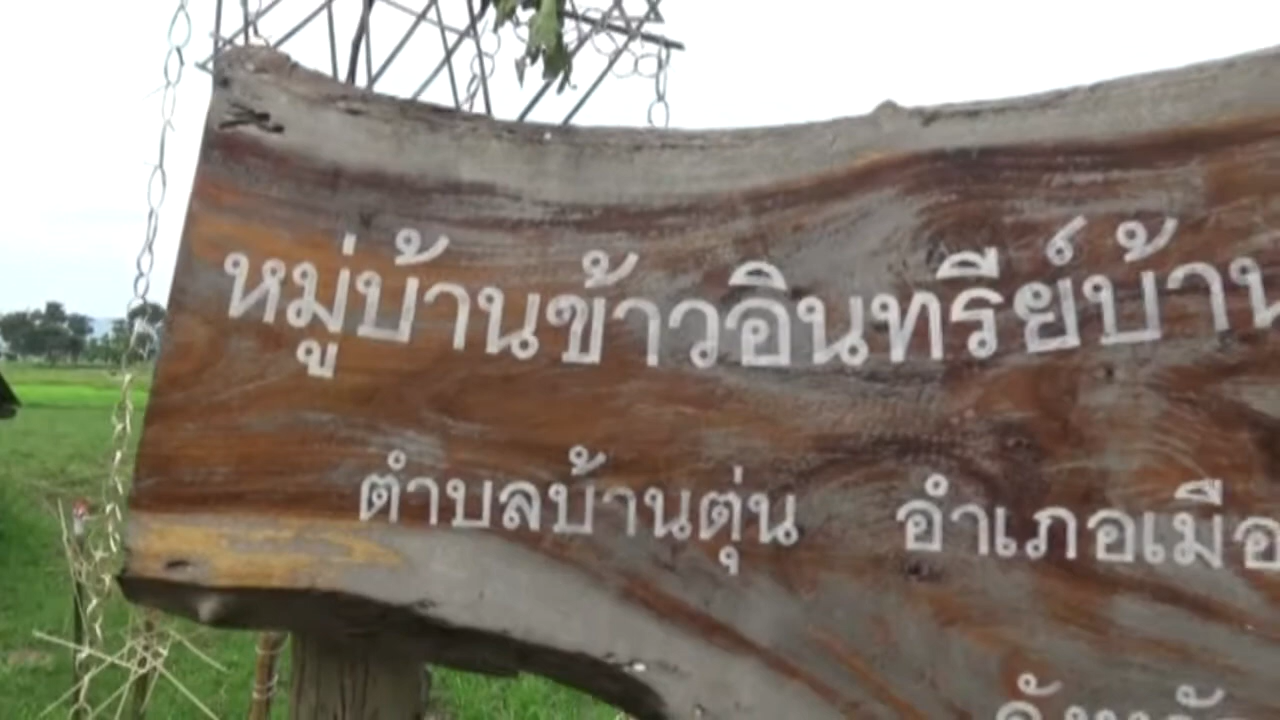 หมู่บ้านข้าวอินทรีย์บ้าน
ตำบลบ้านตุ่น อำเภอเมือ